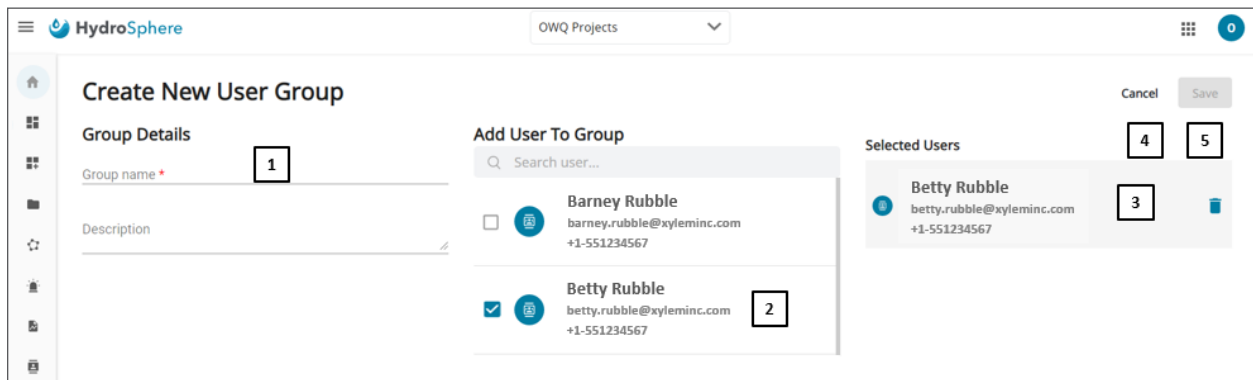 HydroSphere
OWQ Projects
O
Create New User Group
Cancel
Save
Group Details
1
Group name *
Description
Add User To Group
Search user...
Barney Rubble
barney.rubble@xyleminc.com
+1-551234567
Betty Rubble
betty.rubble@xyleminc.com
+1-551234567
2
4
5
Selected Users
Betty Rubble
betty.rubble@xyleminc.com
+1-551234567
3